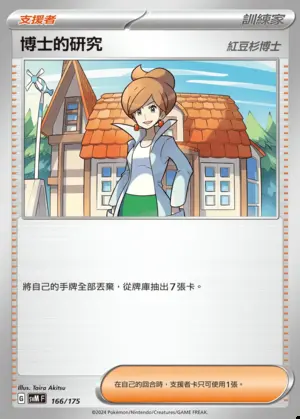 支援者
訓練家
博士的研究
紅豆杉博士
將自己的手牌全部丟棄，從牌庫抽出7張卡。
Illus. Taira Akitsu
G SVM F 166/175
在自己的回合時，支援者卡只可使用1張。
©2024 Pokémon/Nintendo/Creatures/GAME FREAK.